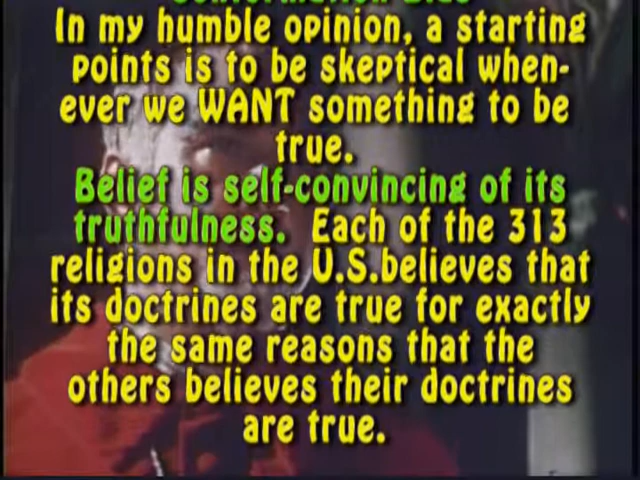 Confirmation Bias
In my humble opinion, a starting
points is to be skeptical when-
ever we WANT something to be
true.
Belief is self-convincing of its
truthfulness. Each of the 313
religions in the U.S.believes that
its doctrines are true for exactly
the same reasons that the
others believes their doctrines
are true.